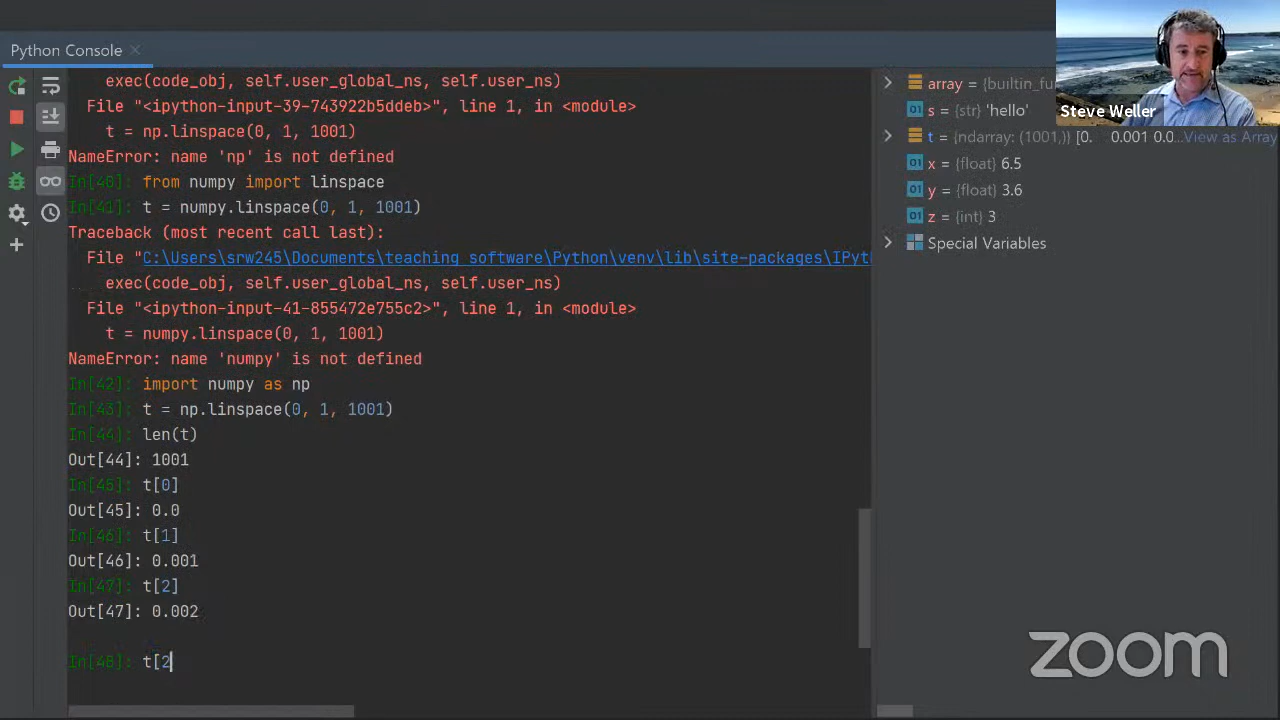 Python Console
exec(code_obj, self.user_global_ns, self.user_ns)
File "<ipython-input-39-743922b5ddeb>", line 1, in <module>
t = np.linspace(0, 1, 1001)
NameError: name 'np' is not defined
In[40]: from numpy import linspace
In[41]: t = numpy.linspace(0, 1, 1001)
Traceback (most recent call last):
File "C:\Users\srw245\Documents\teaching_software\Python\venv\lib\site-packages\IPyth
exec(code_obj, self.user_global_ns, self.user_ns)
File "<ipython-input-41-855472e755c2>", line 1, in <module>
t = numpy.linspace(0, 1, 1001)
NameError: name 'numpy' is not defined
In[42]: import numpy as np
In[43]: t = np.linspace(0, 1, 1001)
In[44]: len(t)
Out[44]: 1001
In[45]: t[0]
Out[45]: 0.0
In[46]: t[1]
Out[46]: 0.001
In[47]: t[2]
Out[47]: 0.002
In[48]: t[2
array = {builtin_fu
01 s = {str} 'hello'
t = {ndarray: (1001,)} [0. 0.001 0.0...View as Array
01 x = {float} 6.5
01 y = {float} 3.6
01 z = {int} 3
Special Variables
Steve Weller
zoom